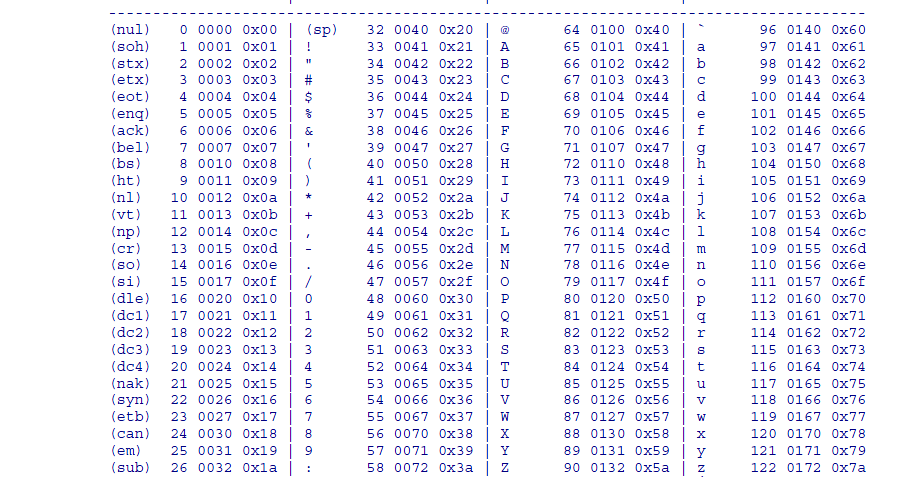 (nul) 0 0000 0x00 | (sp) 32 0040 0x20 | @ 64 0100 0x40 | ` 96 0140 0x60
(soh) 1 0001 0x01 | ! 33 0041 0x21 | A 65 0101 0x41 | a 97 0141 0x61
(stx) 2 0002 0x02 | " 34 0042 0x22 | B 66 0102 0x42 | b 98 0142 0x62
(etx) 3 0003 0x03 | # 35 0043 0x23 | C 67 0103 0x43 | c 99 0143 0x63
(eot) 4 0004 0x04 | $ 36 0044 0x24 | D 68 0104 0x44 | d 100 0144 0x64
(enq) 5 0005 0x05 | % 37 0045 0x25 | E 69 0105 0x45 | e 101 0145 0x65
(ack) 6 0006 0x06 | & 38 0046 0x26 | F 70 0106 0x46 | f 102 0146 0x66
(bel) 7 0007 0x07 | ' 39 0047 0x27 | G 71 0107 0x47 | g 103 0147 0x67
(bs) 8 0010 0x08 | ( 40 0050 0x28 | H 72 0110 0x48 | h 104 0150 0x68
(ht) 9 0011 0x09 | ) 41 0051 0x29 | I 73 0111 0x49 | i 105 0151 0x69
(nl) 10 0012 0x0a | * 42 0052 0x2a | J 74 0112 0x4a | j 106 0152 0x6a
(vt) 11 0013 0x0b | + 43 0053 0x2b | K 75 0113 0x4b | k 107 0153 0x6b
(np) 12 0014 0x0c | , 44 0054 0x2c | L 76 0114 0x4c | l 108 0154 0x6c
(cr) 13 0015 0x0d | - 45 0055 0x2d | M 77 0115 0x4d | m 109 0155 0x6d
(so) 14 0016 0x0e | . 46 0056 0x2e | N 78 0116 0x4e | n 110 0156 0x6e
(si) 15 0017 0x0f | / 47 0057 0x2f | O 79 0117 0x4f | o 111 0157 0x6f
(dle) 16 0020 0x10 | 0 48 0060 0x30 | P 80 0120 0x50 | p 112 0160 0x70
(dc1) 17 0021 0x11 | 1 49 0061 0x31 | Q 81 0121 0x51 | q 113 0161 0x71
(dc2) 18 0022 0x12 | 2 50 0062 0x32 | R 82 0122 0x52 | r 114 0162 0x72
(dc3) 19 0023 0x13 | 3 51 0063 0x33 | S 83 0123 0x53 | s 115 0163 0x73
(dc4) 20 0024 0x14 | 4 52 0064 0x34 | T 84 0124 0x54 | t 116 0164 0x74
(nak) 21 0025 0x15 | 5 53 0065 0x35 | U 85 0125 0x55 | u 117 0165 0x75
(syn) 22 0026 0x16 | 6 54 0066 0x36 | V 86 0126 0x56 | v 118 0166 0x76
(etb) 23 0027 0x17 | 7 55 0067 0x37 | W 87 0127 0x57 | w 119 0167 0x77
(can) 24 0030 0x18 | 8 56 0070 0x38 | X 88 0130 0x58 | x 120 0170 0x78
(em) 25 0031 0x19 | 9 57 0071 0x39 | Y 89 0131 0x59 | y 121 0171 0x79
(sub) 26 0032 0x1a | : 58 0072 0x3a | Z 90 0132 0x5a | z 122 0172 0x7a